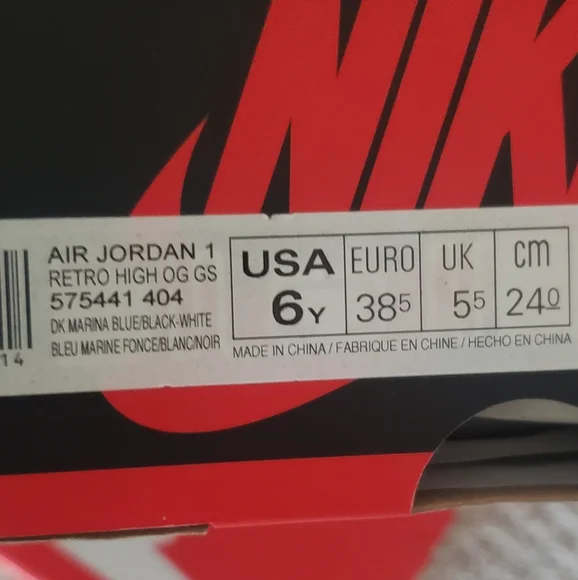 NIK
AIR JORDAN 1
RETRO HIGH OG GS
575441 404
DK MARINA BLUE/BLACK-WHITE
BLEU MARINE FONCE/BLANC/NOIR
14
USA EURO UK cm
6Y 385 55 240
MADE IN CHINA / FABRIQUE EN CHINE / HECHO EN CHINA